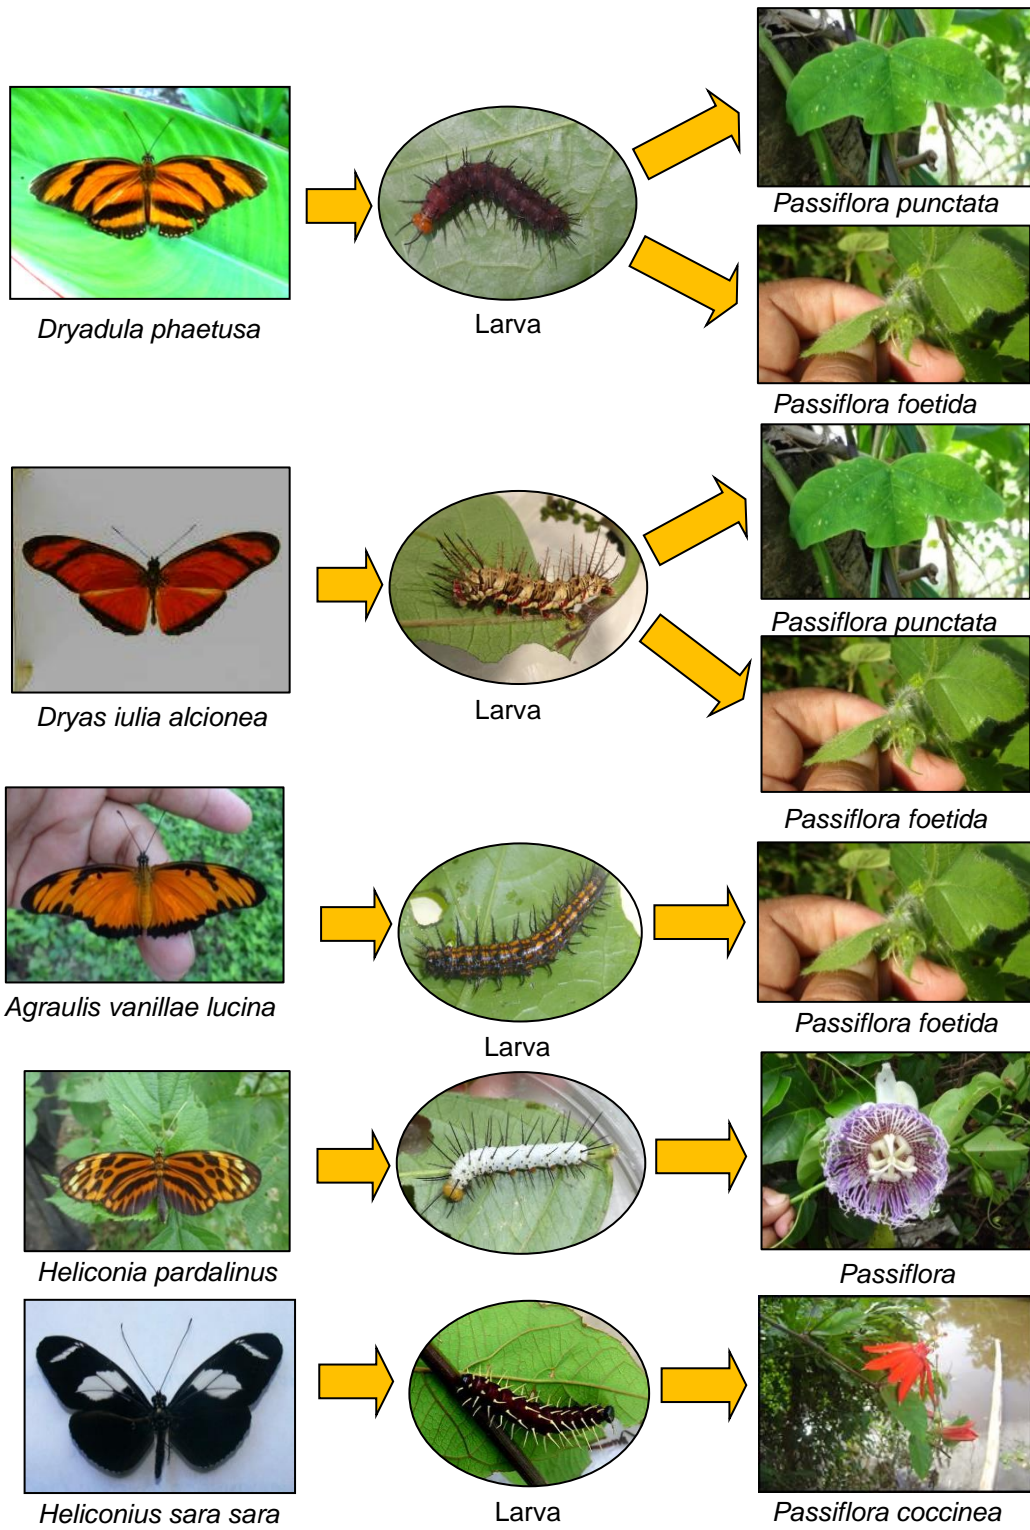 Passiflora punctata
Dryadula phaetusa
Larva
Passiflora foetida
Passiflora punctata
Dryas iulia alcionea
Larva
Passiflora foetida
Agraulis vanillae lucina
Larva
Passiflora foetida
Heliconia pardalinus
Passiflora
Heliconius sara sara
Larva
Passiflora coccinea